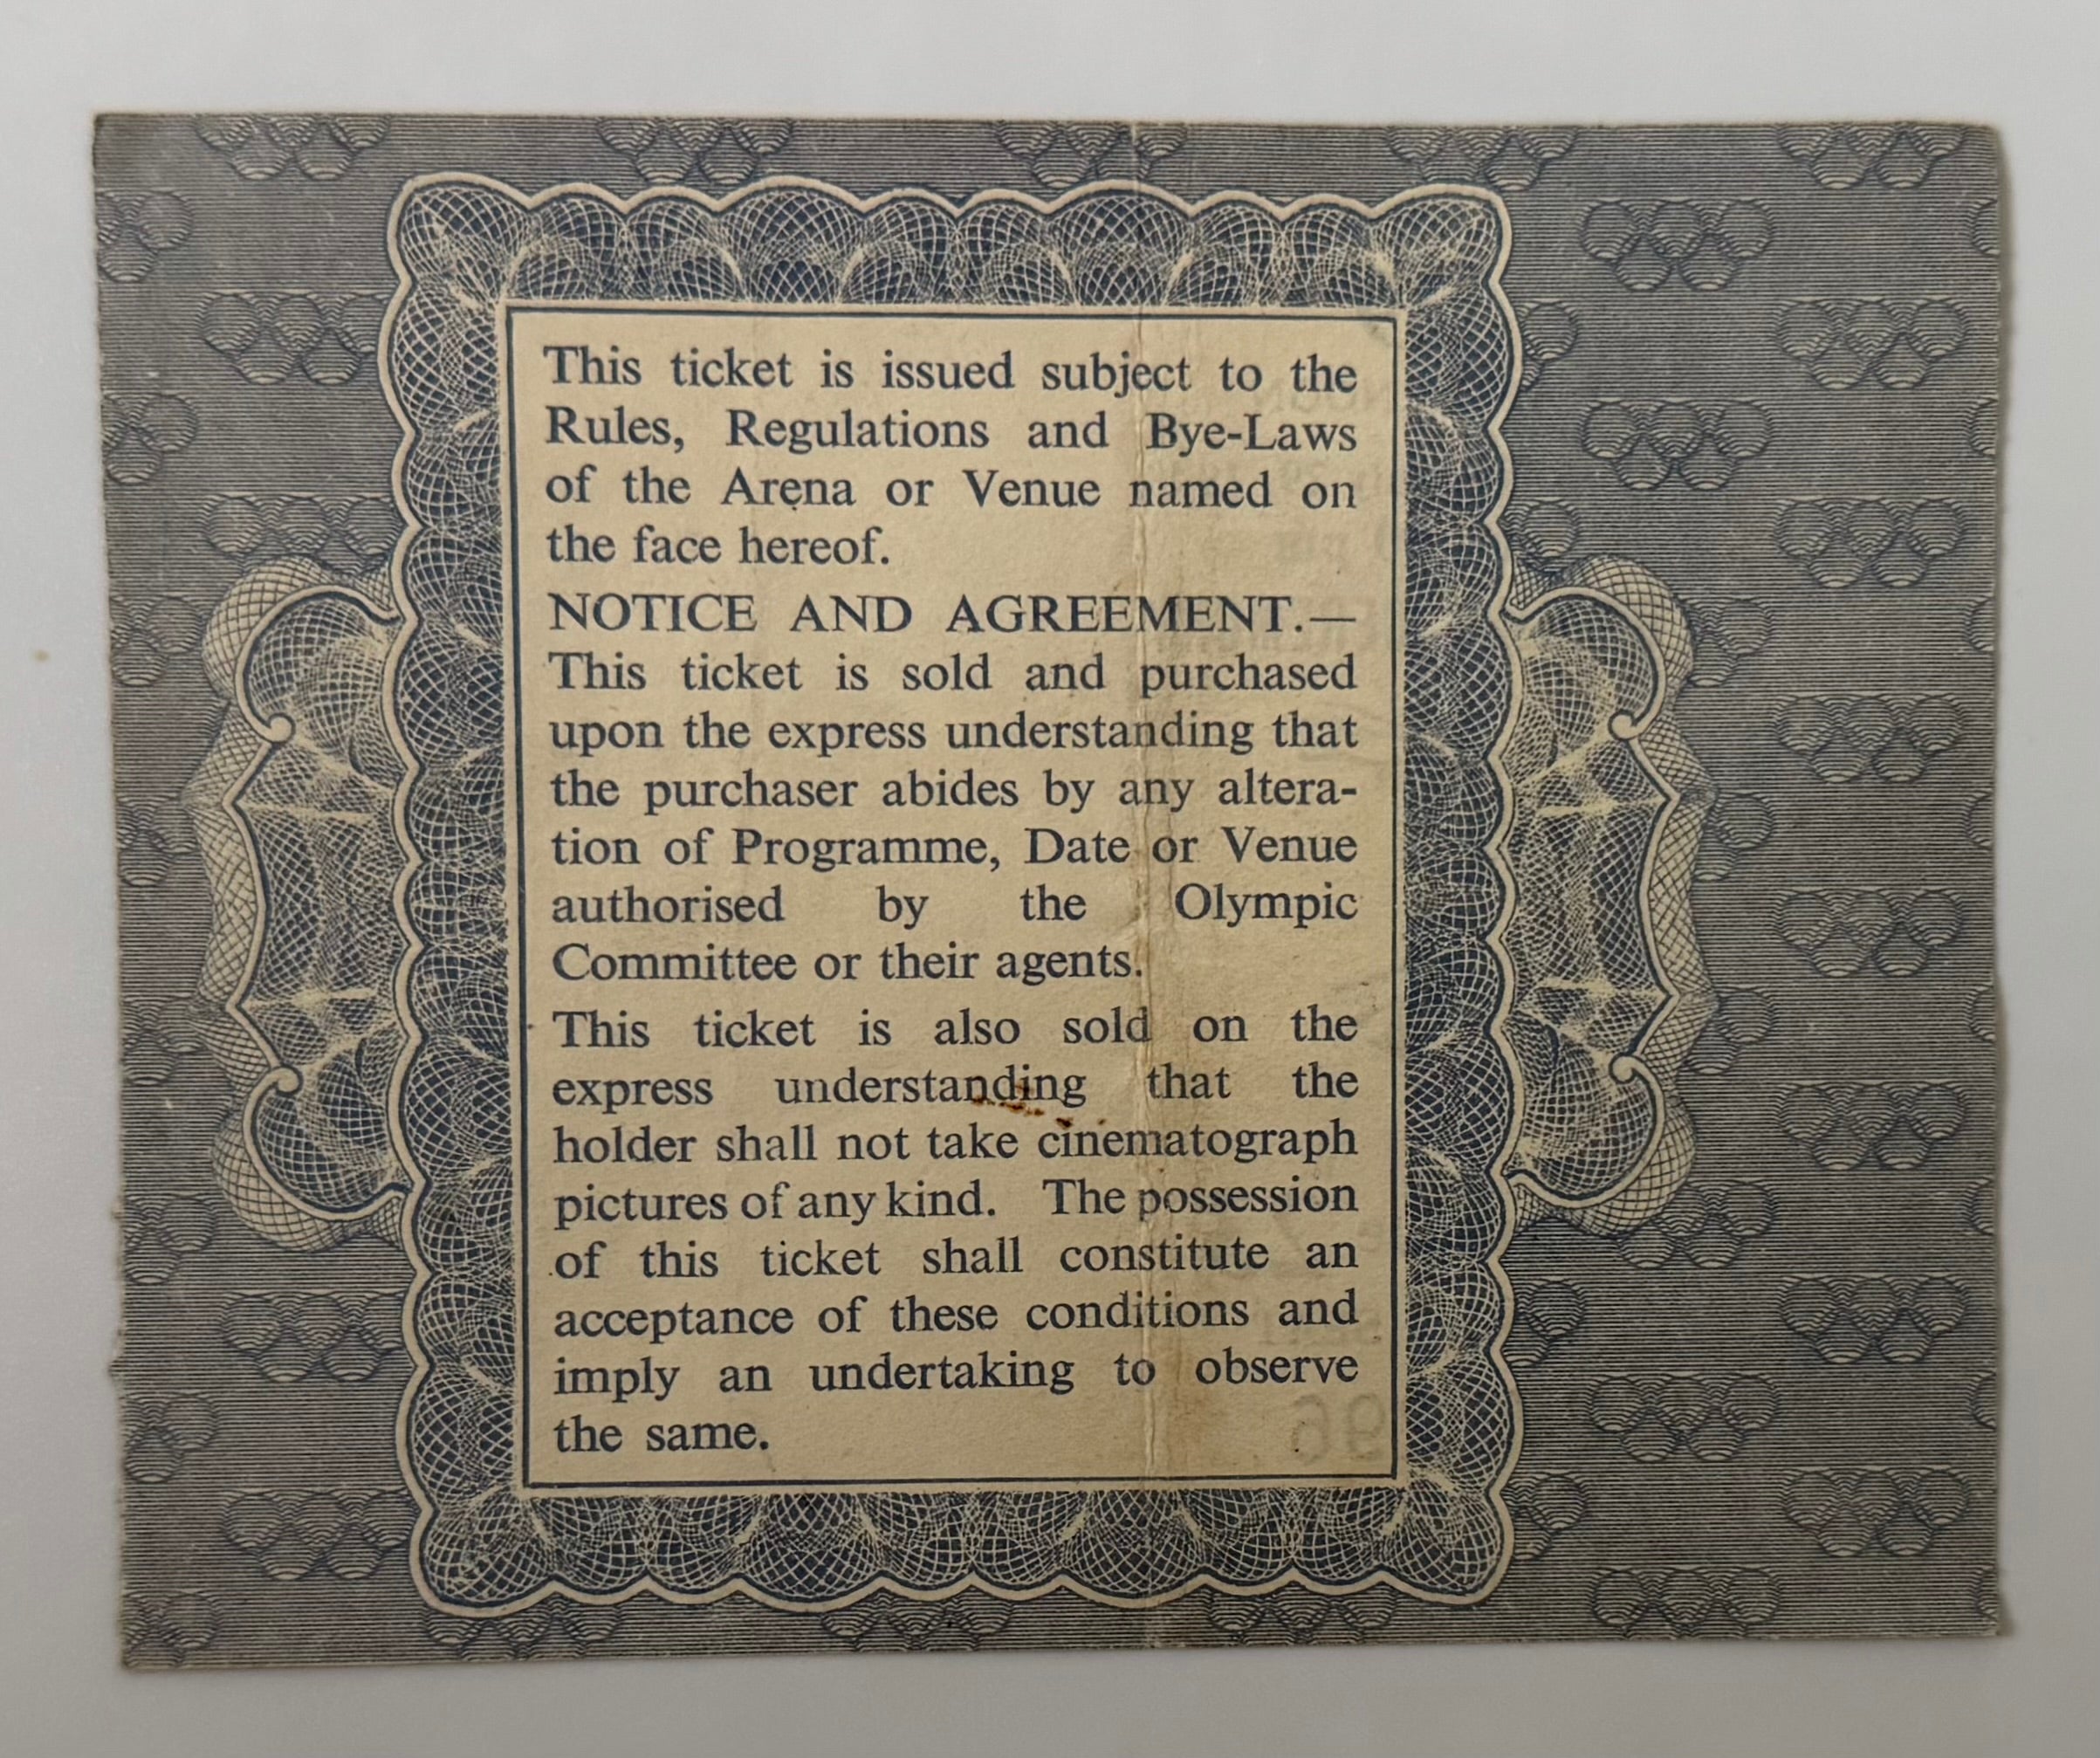 This ticket is issued subject to the
Rules, Regulations and Bye-Laws
of the Arena or Venue named on
the face hereof.
NOTICE AND AGREEMENT.—
This ticket is sold and purchased
upon the express understanding that
the purchaser abides by any altera-
tion of Programme, Date or Venue
authorised by the Olympic
Committee or their agents.
This ticket is also sold on the
express understanding that the
holder shall not take cinematograph
pictures of any kind. The possession
of this ticket shall constitute an
acceptance of these conditions and
imply an undertaking to observe
the same.